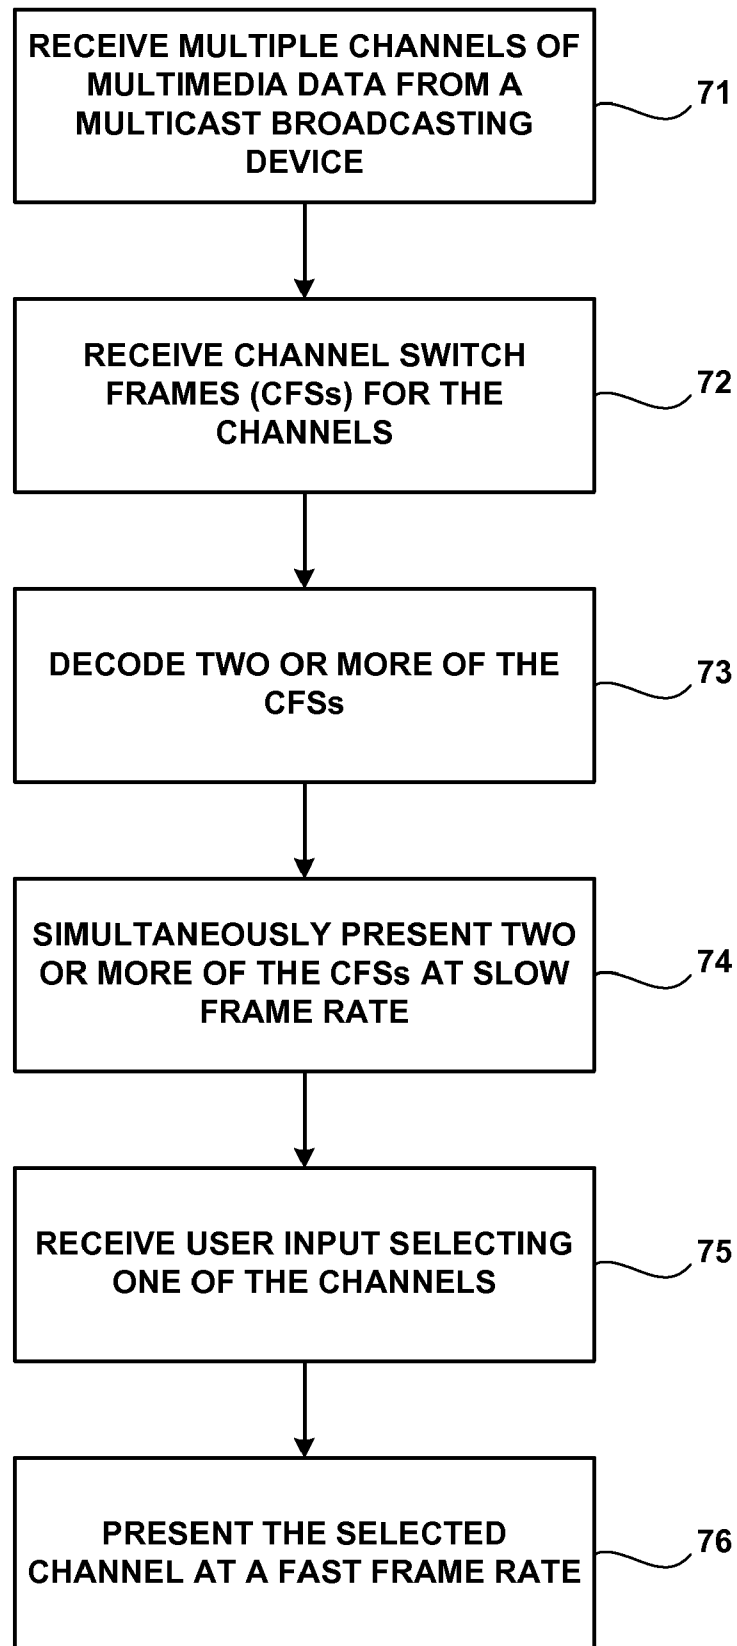 RECEIVE MULTIPLE CHANNELS OF
MULTIMEDIA DATA FROM A
MULTICAST BROADCASTING
DEVICE
71
RECEIVE CHANNEL SWITCH
FRAMES (CFSs) FOR THE
CHANNELS
72
DECODE TWO OR MORE OF THE
CFSs
73
SIMULTANEOUSLY PRESENT TWO
OR MORE OF THE CFSs AT SLOW
FRAME RATE
74
RECEIVE USER INPUT SELECTING
ONE OF THE CHANNELS
75
PRESENT THE SELECTED
CHANNEL AT A FAST FRAME RATE
76